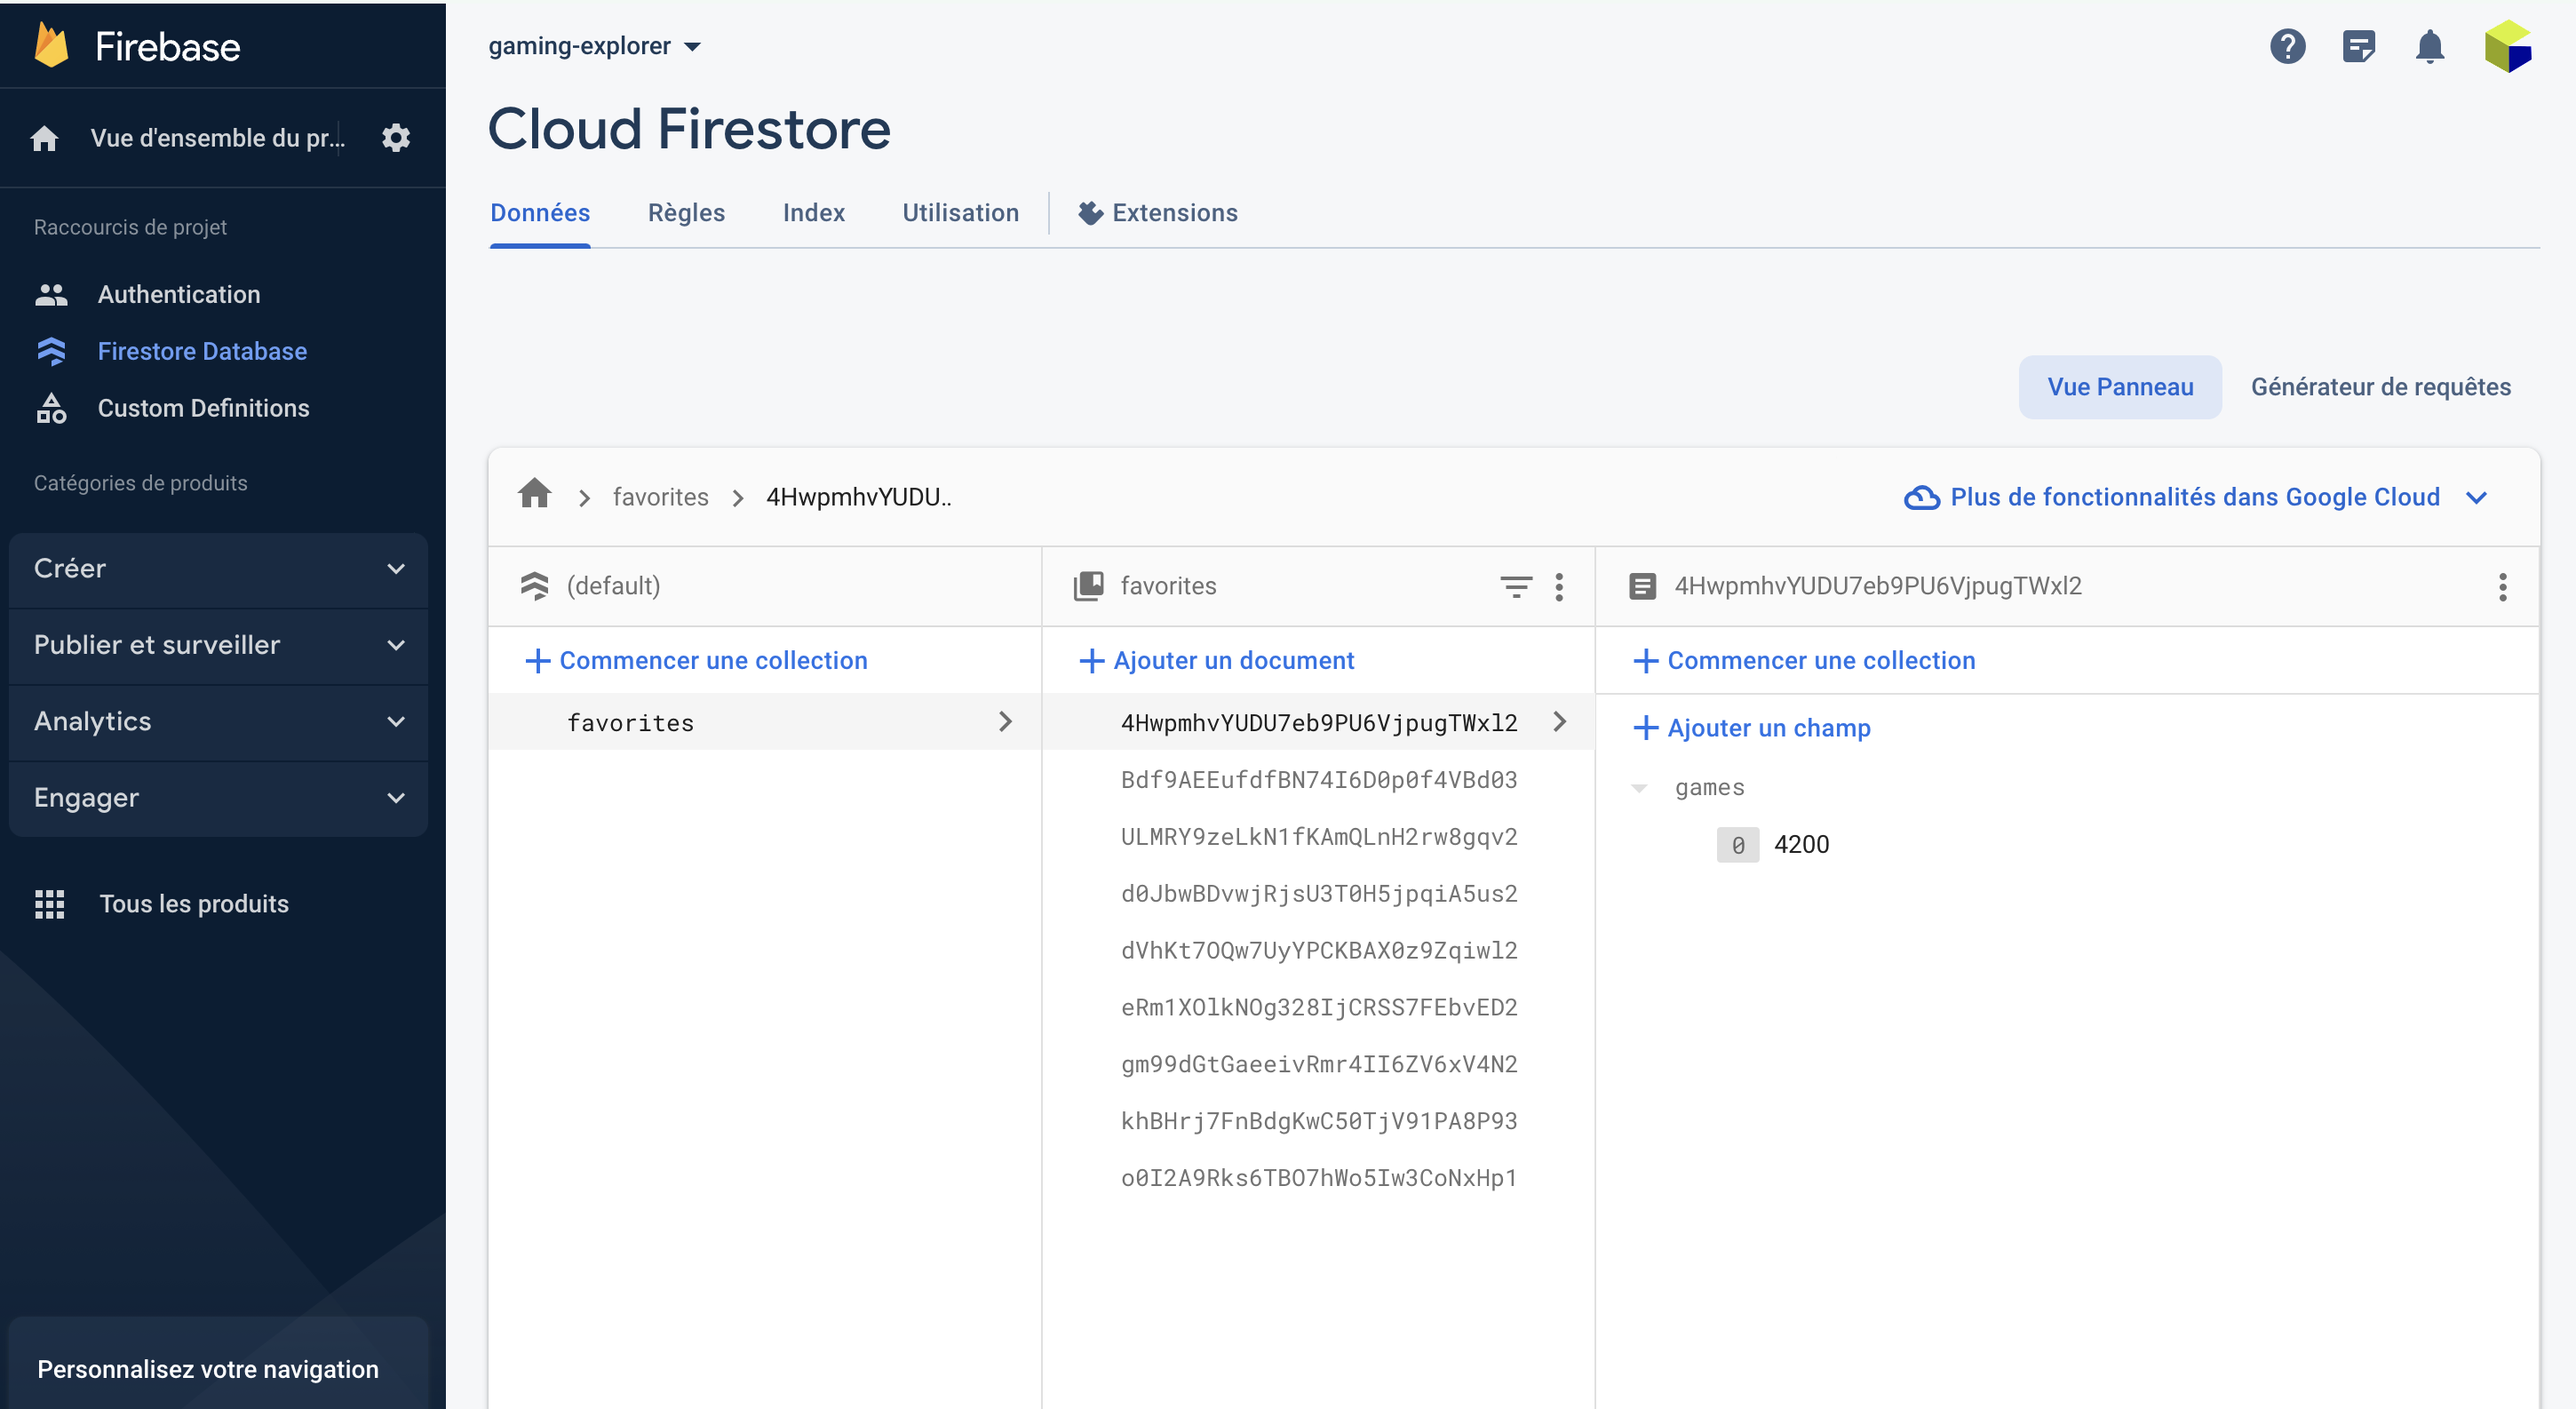 Firebase
Vue d'ensemble du pr...
Raccourcis de projet
Authentication
Firestore Database
Custom Definitions
Catégories de produits
Créer
Publier et surveiller
Analytics
Engager
Tous les produits
Personnalisez votre navigation
gaming-explorer
Cloud Firestore
Données Règles Index Utilisation Extensions
Vue Panneau Générateur de requêtes
favorites 4HwpmhvYUDU..
Plus de fonctionnalités dans Google Cloud
(default)
Commencer une collection
favorites
favorites
Ajouter un document
4HwpmhvYUDU7eb9PU6VjpugTWxl2
Bdf9AEEufdfBN74I6D0p0f4VBd03
ULMRY9zeLkN1fKAmQLnH2rw8gqv2
d0JbwBDvwjRjsU3T0H5jpqiA5us2
dVhKt7OQw7UyYPCKBAX0z9Zqiwl2
eRm1XOlkNOg328IjCRSS7FEbvED2
gm99dGtGaeeivRmr4II6ZV6xV4N2
khBHrj7FnBdgKwC50TjV91PA8P93
o0I2A9Rks6TBO7hWo5Iw3CoNxHp1
4HwpmhvYUDU7eb9PU6VjpugTWxl2
Commencer une collection
Ajouter un champ
games
0 4200